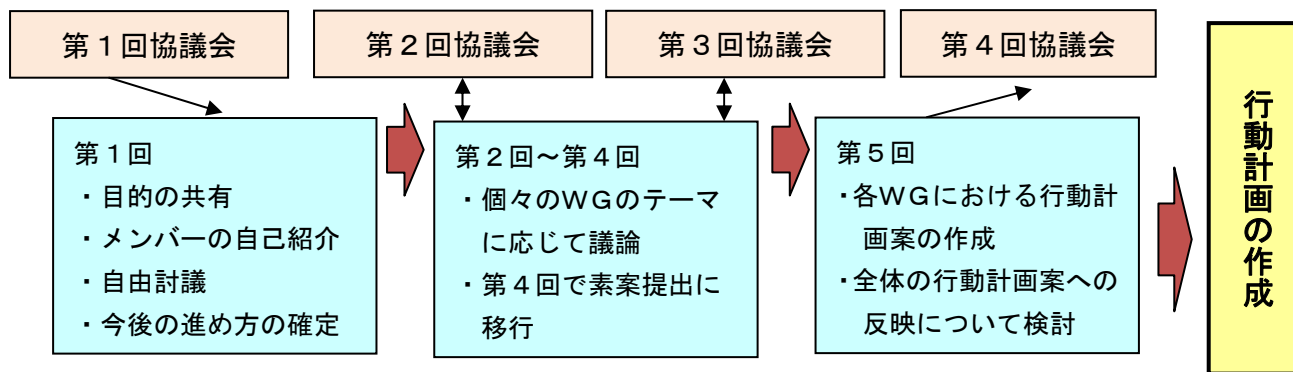 第１回協議会
第２回協議会
第３回協議会
第４回協議会
第１回
・目的の共有
・メンバーの自己紹介
・自由討議
・今後の進め方の確定
第２回～第４回
・個々のＷＧのテーマ
に応じて議論
・第４回で素案提出に
移行
第５回
・各ＷＧにおける行動計
画案の作成
・全体の行動計画案への
反映について検討
行動計画の作成